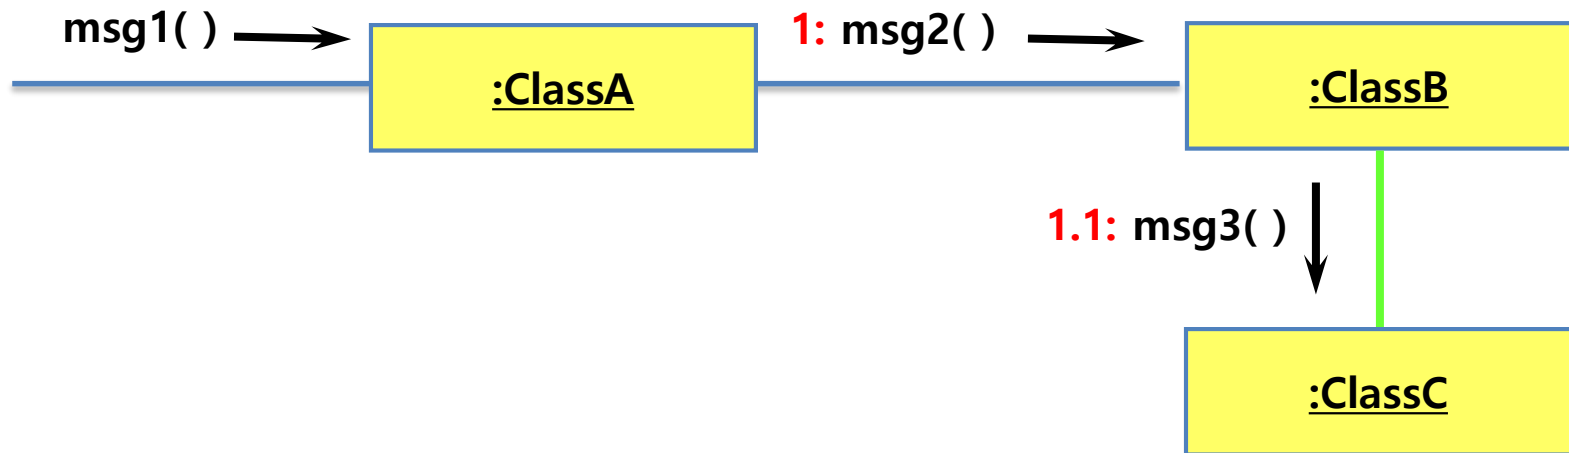 msg1( )
1: msg2( )
:ClassA
:ClassB
1.1: msg3( )
:ClassC